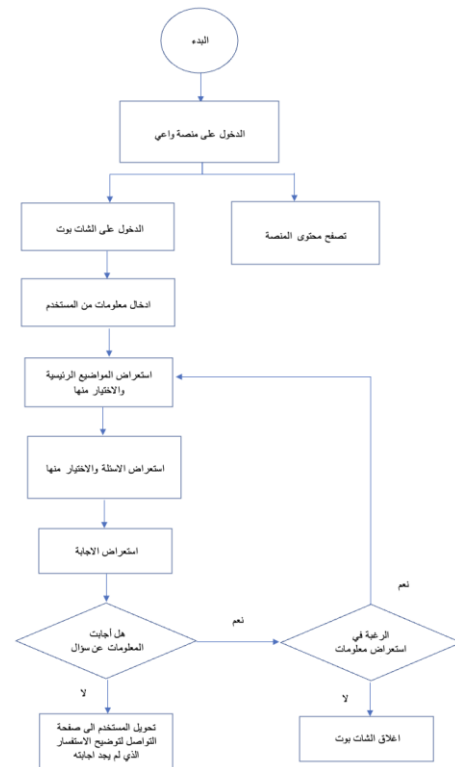 البدء
الدخول على منصة واعي
الدخول على الشات بوت
تصفح محتوى المنصة
ادخال معلومات من المستخدم
استعراض المواضيع الرئيسية
والاختيار منها
استعراض الاسئلة والاختيار منها
استعراض الاجابة
هل أجابت
المعلومات عن سؤال
نعم
الرغبة في
استعراض معلومات
نعم
لا
لا
تحويل المستخدم الى صفحة
التواصل لتوضيح الاستفسار
الذي لم يجد اجابته
اغلاق الشات بوت